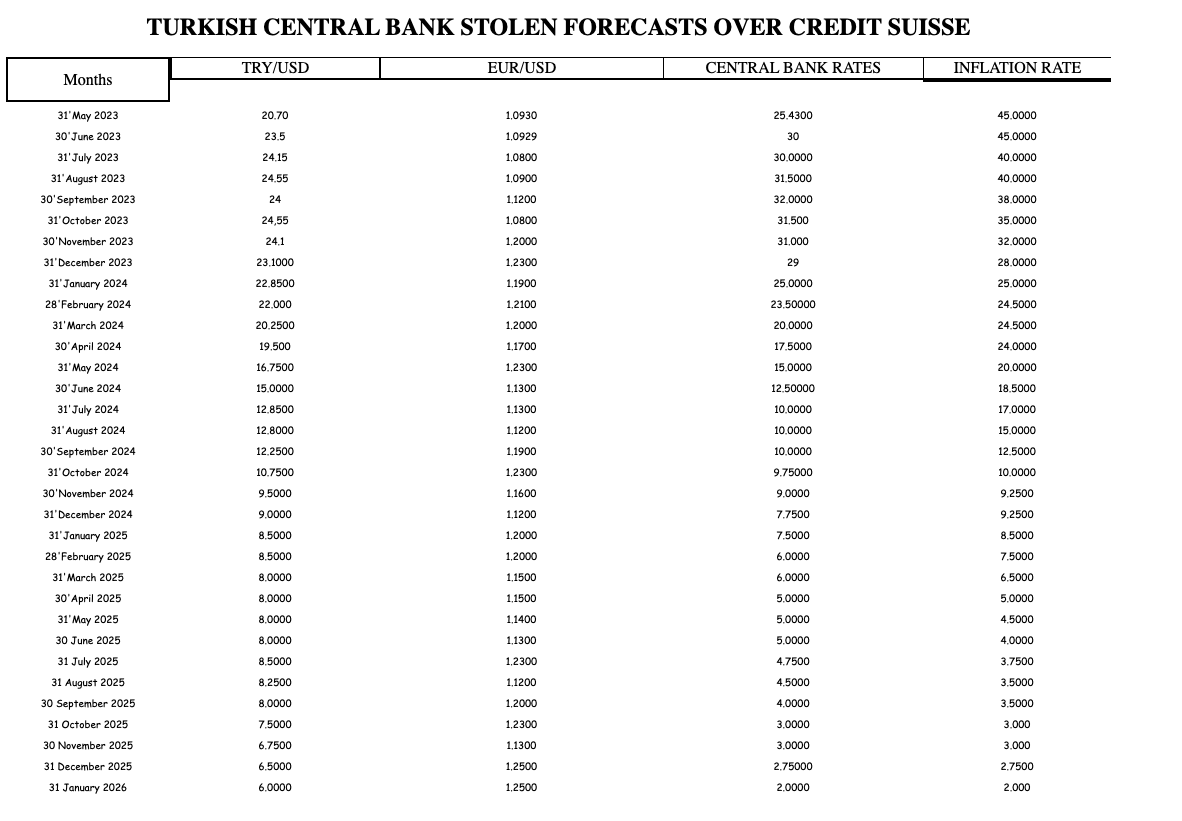 TURKISH CENTRAL BANK STOLEN FORECASTS OVER CREDIT SUISSE
Months TRY/USD EUR/USD CENTRAL BANK RATES INFLATION RATE
31'May 2023 20,70 1,0930 25,4300 45,0000
30'June 2023 23,5 1,0929 30 45,0000
31'July 2023 24,15 1,0800 30,0000 40,0000
31'August 2023 24,55 1,0900 31,5000 40,0000
30'September 2023 24 1,1200 32,0000 38,0000
31'October 2023 24,55 1,0800 31,500 35,0000
30'November 2023 24,1 1,2000 31,000 32,0000
31'December 2023 23,1000 1,2300 29 28,0000
31'January 2024 22,8500 1,1900 25,0000 25,0000
28'February 2024 22,000 1,2100 23,50000 24,5000
31'March 2024 20,2500 1,2000 20,0000 24,5000
30'April 2024 19,500 1,1700 17,5000 24,0000
31'May 2024 16,7500 1,2300 15,0000 20,0000
30'June 2024 15,0000 1,1300 12,50000 18,5000
31'July 2024 12,8500 1,1300 10,0000 17,0000
31'August 2024 12,8000 1,1200 10,0000 15,0000
30'September 2024 12,2500 1,1900 10,0000 12,5000
31'October 2024 10,7500 1,2300 9,75000 10,0000
30'November 2024 9,5000 1,1600 9,0000 9,2500
31'December 2024 9,0000 1,1200 7,7500 9,2500
31'January 2025 8,5000 1,2000 7,5000 8,5000
28'February 2025 8,5000 1,2000 6,0000 7,5000
31'March 2025 8,0000 1,1500 6,0000 6,5000
30'April 2025 8,0000 1,1500 5,0000 5,0000
31'May 2025 8,0000 1,1400 5,0000 4,5000
30 June 2025 8,0000 1,1300 5,0000 4,0000
31 July 2025 8,5000 1,2300 4,7500 3,7500
31 August 2025 8,2500 1,1200 4,5000 3,5000
30 September 2025 8,0000 1,2000 4,0000 3,5000
31 October 2025 7,5000 1,2300 3,0000 3,000
30 November 2025 6,7500 1,1300 3,0000 3,000
31 December 2025 6,5000 1,2500 2,75000 2,7500
31 January 2026 6,0000 1,2500 2,0000 2,000